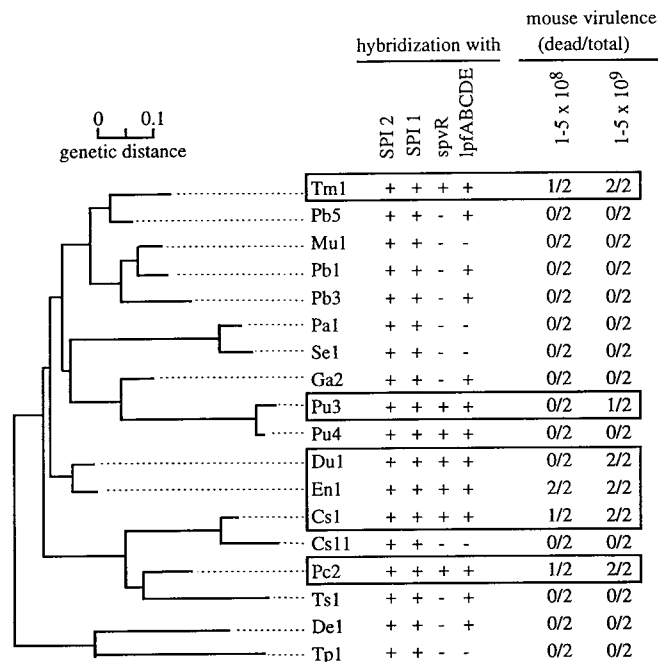 mouse virulence
hybridization with (dead/total)
SPI 2 SPI 1 spvR lpfABCDE 1-5 x 10⁸ 1-5 x 10⁹
0 0.1
genetic distance
Tm1 + + + + 1/2 2/2
Pb5 + + - + 0/2 0/2
Mu1 + + - - 0/2 0/2
Pb1 + + - + 0/2 0/2
Pb3 + + - + 0/2 0/2
Pa1 + + - - 0/2 0/2
Se1 + + - - 0/2 0/2
Ga2 + + - + 0/2 0/2
Pu3 + + + + 0/2 1/2
Pu4 + + + + 0/2 0/2
Du1 + + + + 0/2 2/2
En1 + + + + 2/2 2/2
Cs1 + + + + 1/2 2/2
Cs11 + + - - 0/2 0/2
Pc2 + + + + 1/2 2/2
Ts1 + + - + 0/2 0/2
De1 + + - + 0/2 0/2
Tp1 + + - - 0/2 0/2